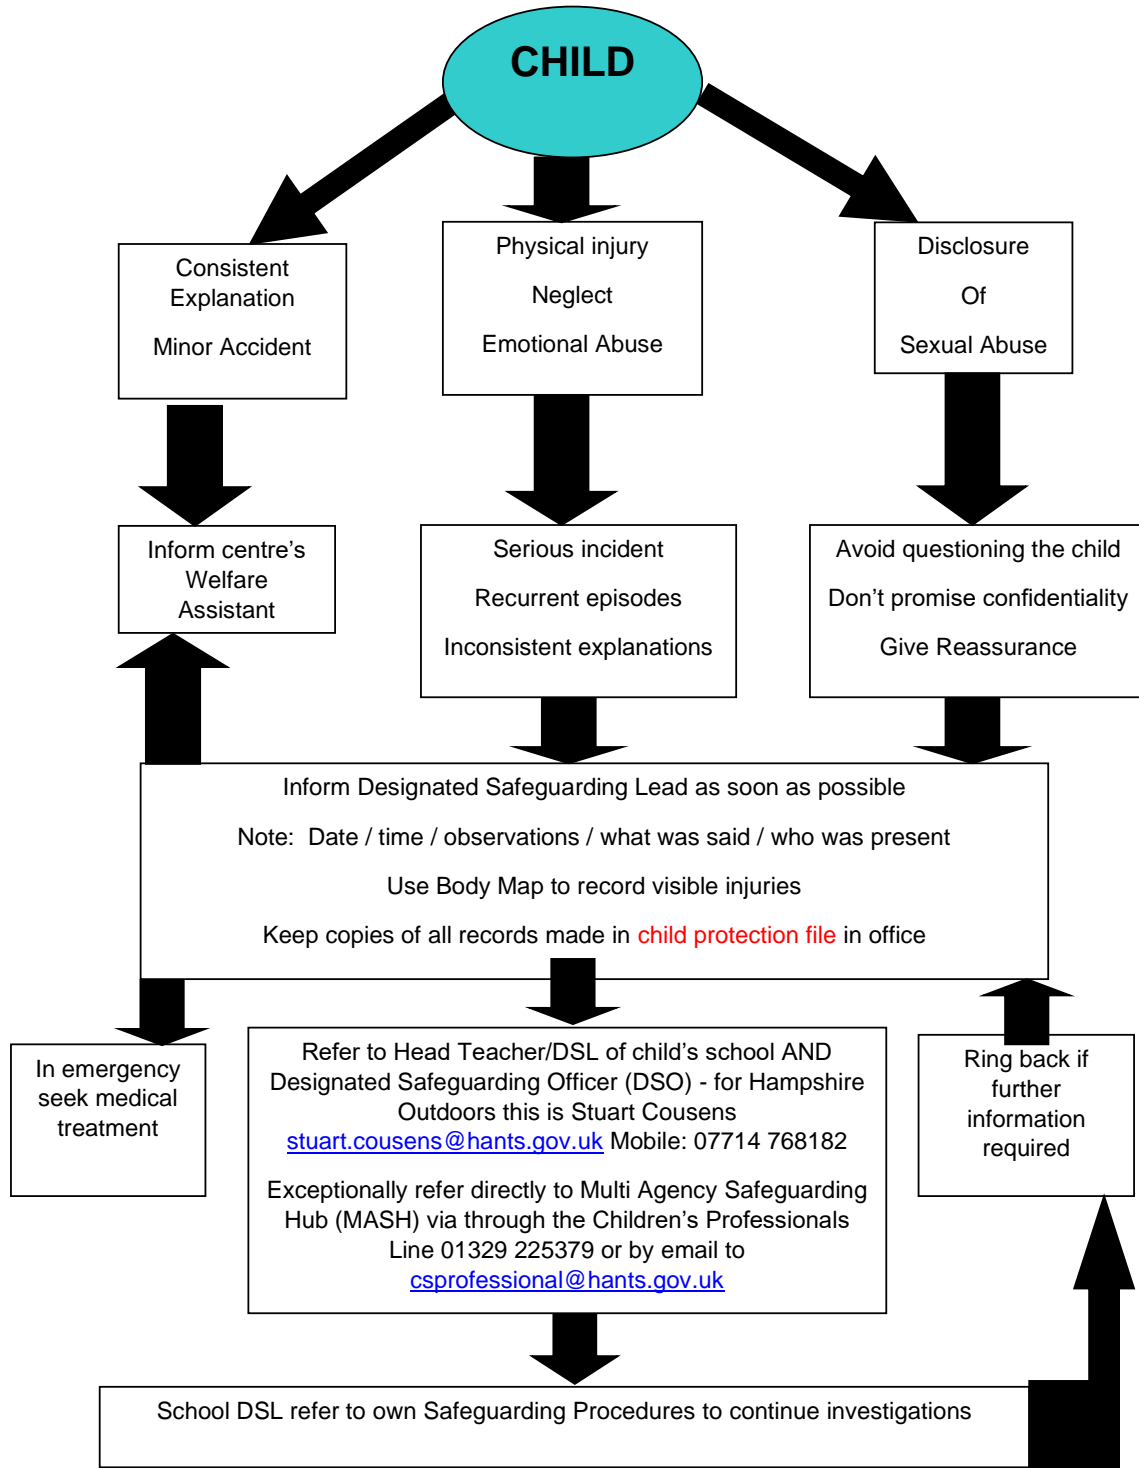 CHILD
Consistent
Explanation
Minor Accident
Physical injury
Neglect
Emotional Abuse
Disclosure
Of
Sexual Abuse
Inform centre's
Welfare
Assistant
Serious incident
Recurrent episodes
Inconsistent explanations
Avoid questioning the child
Don't promise confidentiality
Give Reassurance
Inform Designated Safeguarding Lead as soon as possible
Note:  Date / time / observations / what was said / who was present
Use Body Map to record visible injuries
Keep copies of all records made in child protection file in office
In emergency
seek medical
treatment
Refer to Head Teacher/DSL of child's school AND
Designated Safeguarding Officer (DSO) - for Hampshire
Outdoors this is Stuart Cousens
stuart.cousens@hants.gov.uk Mobile: 07714 768182
Exceptionally refer directly to Multi Agency Safeguarding
Hub (MASH) via through the Children's Professionals
Line 01329 225379 or by email to
csprofessional@hants.gov.uk
Ring back if
further
information
required
School DSL refer to own Safeguarding Procedures to continue investigations